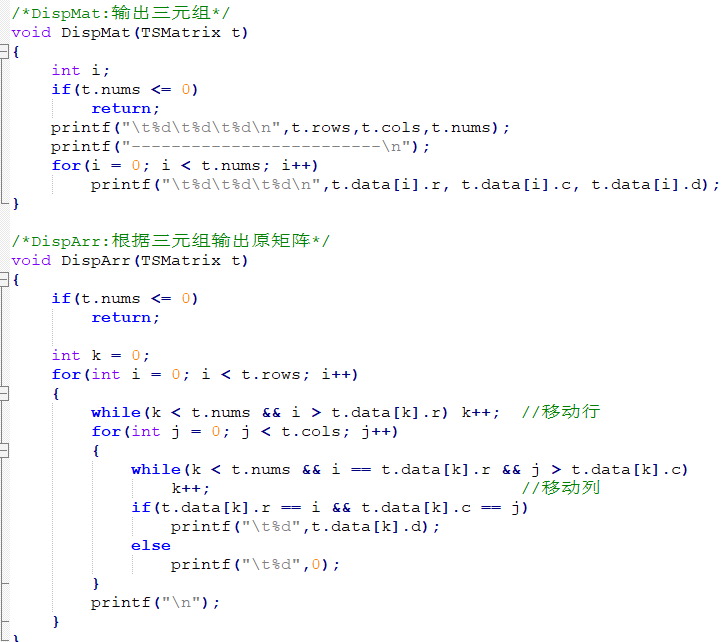 /*DispMat:输出三元组*/
void DispMat(TSMatrix t)
{
    int i;
    if(t.nums <= 0)
        return;
    printf("\t%d\t%d\t%d\n",t.rows,t.cols,t.nums);
    printf("-------------------------\n");
    for(i = 0; i < t.nums; i++)
        printf("\t%d\t%d\t%d\n",t.data[i].r, t.data[i].c, t.data[i].d);
}

/*DispArr:根据三元组输出原矩阵*/
void DispArr(TSMatrix t)
{
    if(t.nums <= 0)
        return;

    int k = 0;
    for(int i = 0; i < t.rows; i++)
    {
        while(k < t.nums && i > t.data[k].r) k++;  //移动行
        for(int j = 0; j < t.cols; j++)
        {
            while(k < t.nums && i == t.data[k].r && j > t.data[k].c)
                k++;                               //移动列
            if(t.data[k].r == i && t.data[k].c == j)
                printf("\t%d",t.data[k].d);
            else
                printf("\t%d",0);
        }
        printf("\n");
    }
}